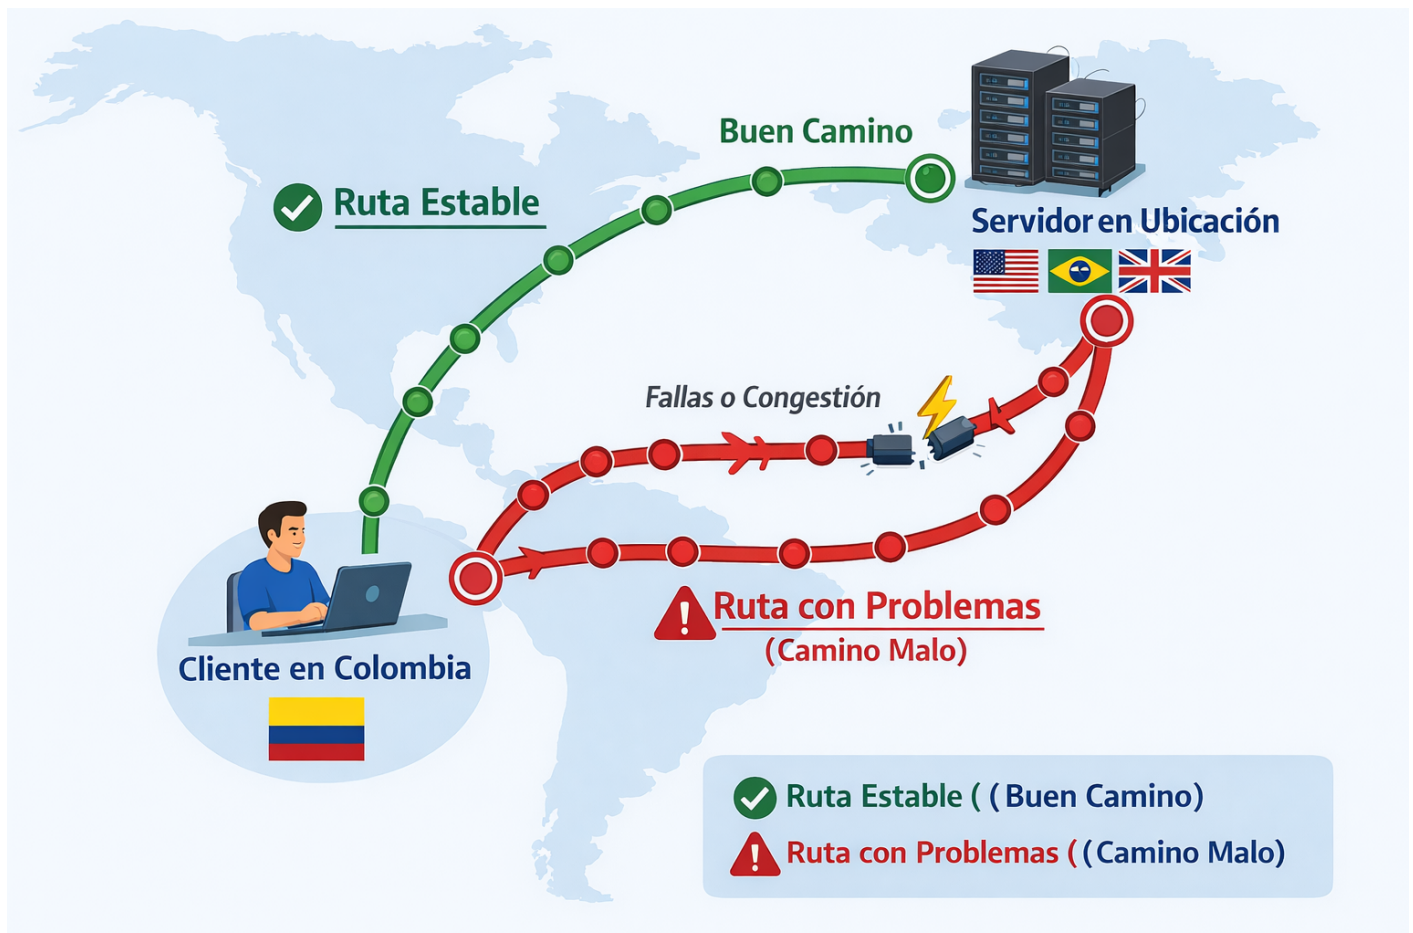 Buen Camino
Ruta Estable
Servidor en Ubicación
Fallas o Congestión
Ruta con Problemas
(Camino Malo)
Cliente en Colombia
Ruta Estable ( (Buen Camino)
Ruta con Problemas ( (Camino Malo)